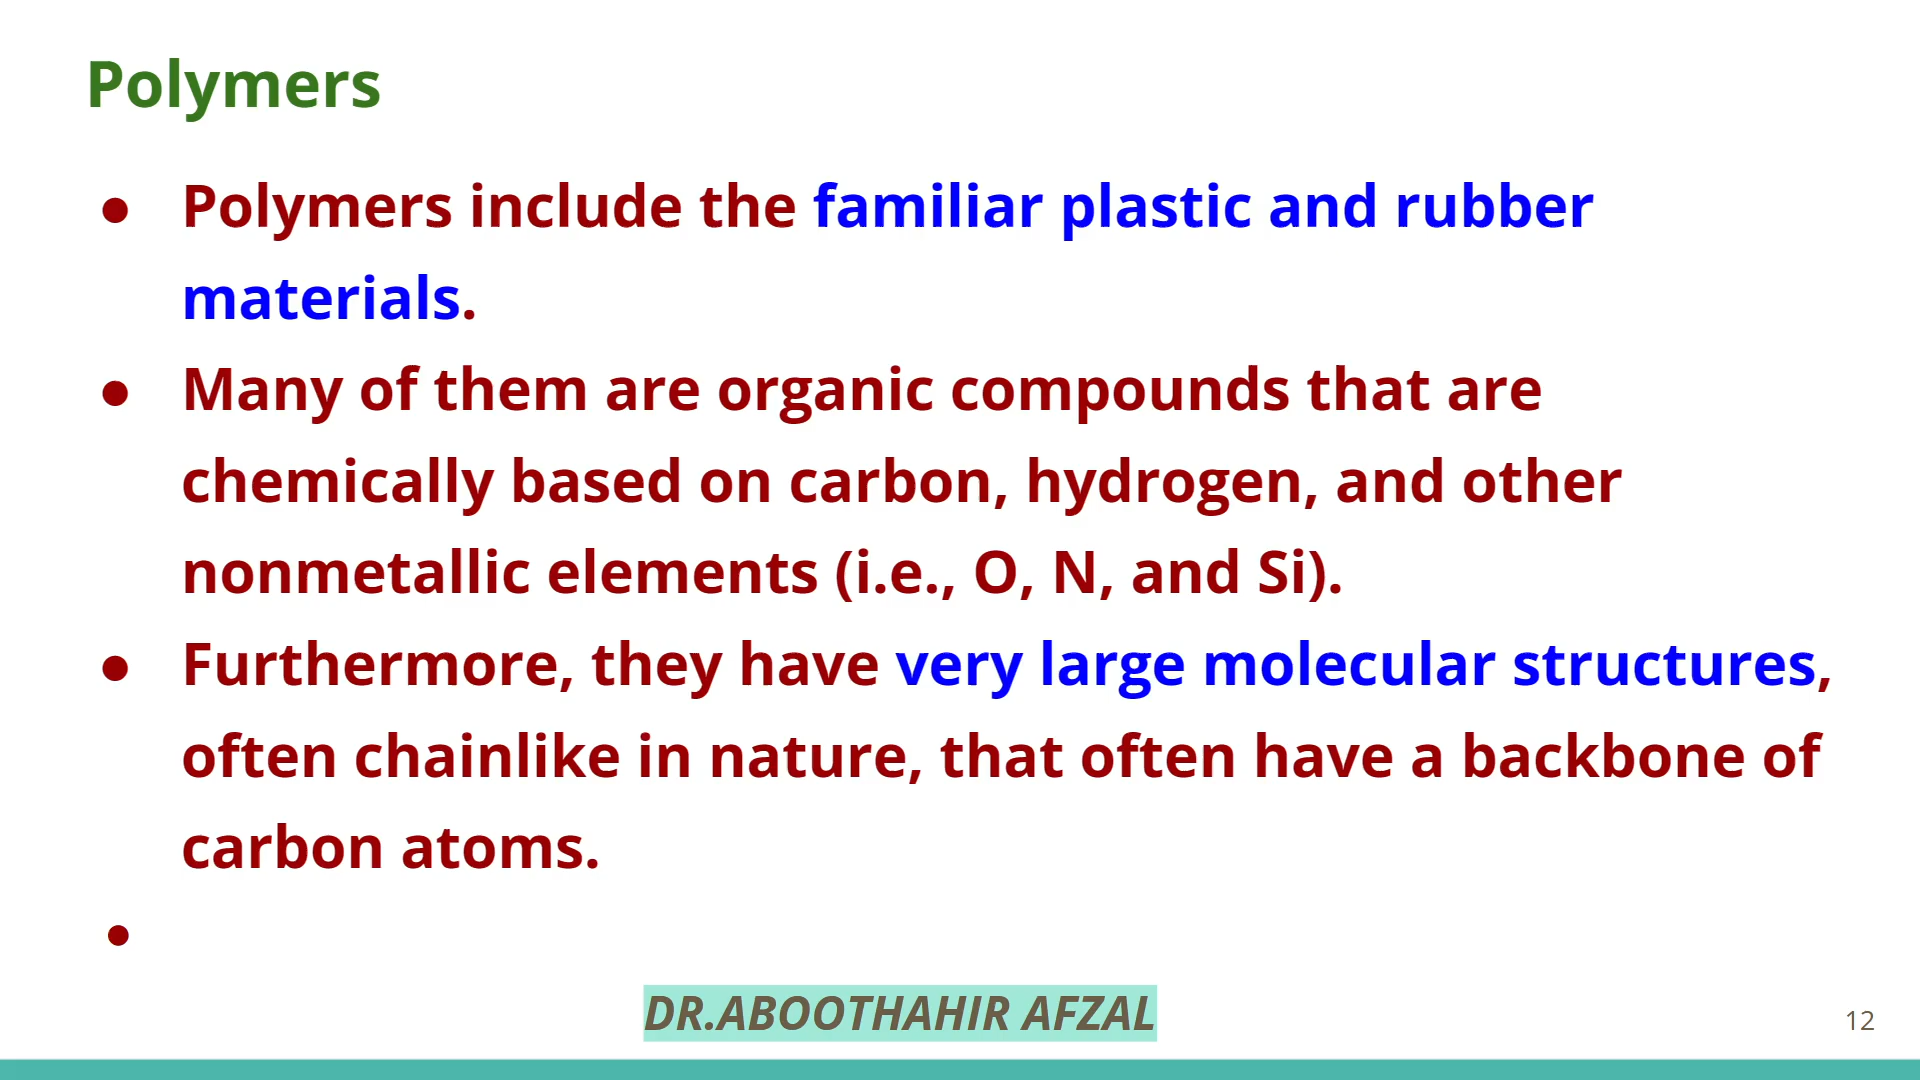 Polymers
● Polymers include the familiar plastic and rubber
materials.
● Many of them are organic compounds that are
chemically based on carbon, hydrogen, and other
nonmetallic elements (i.e., O, N, and Si).
● Furthermore, they have very large molecular structures,
often chainlike in nature, that often have a backbone of
carbon atoms.
●
DR.ABOOTHAHIR AFZAL
12